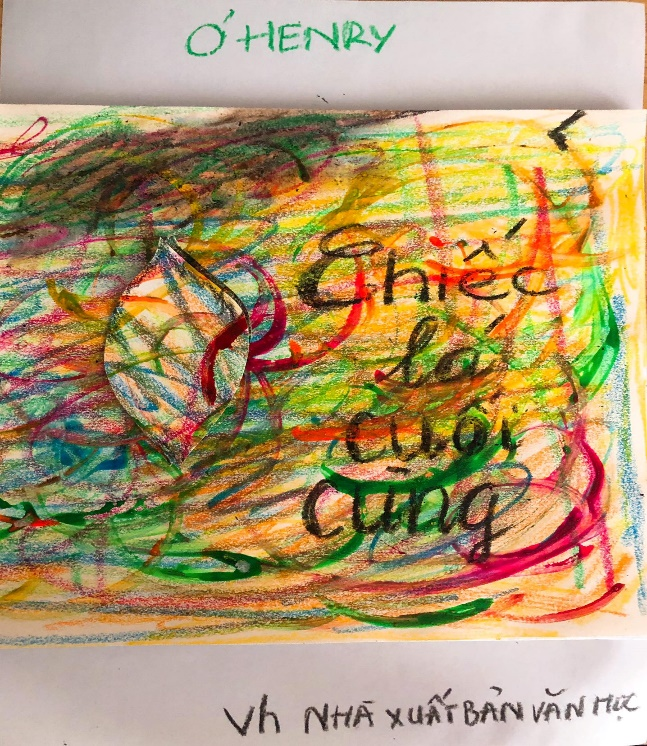 O'HENRY
Chiếc
lá
cuối
cùng
Vh NHÀ XUẤT BẢN VĂN HỌC